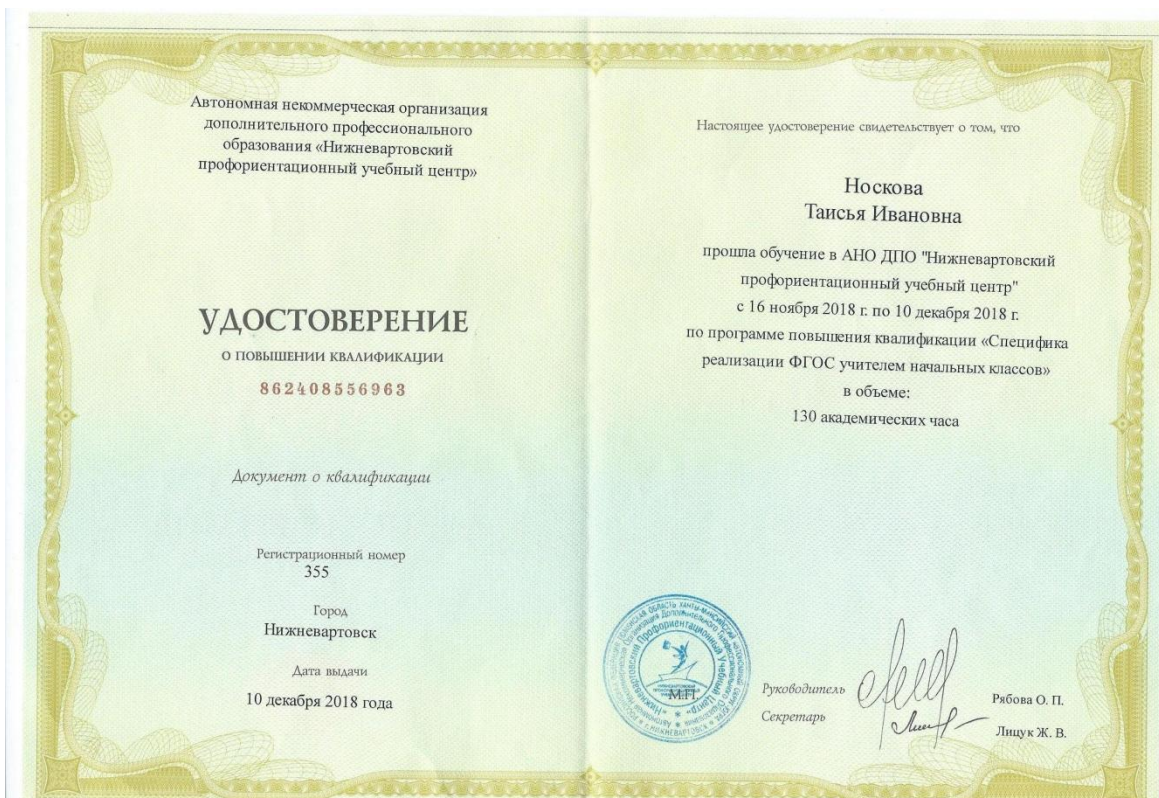 Автономная некоммерческая организация
дополнительного профессионального
образования «Нижневартовский
профориентационный учебный центр»
УДОСТОВЕРЕНИЕ
О ПОВЫШЕНИИ КВАЛИФИКАЦИИ
862408556963
Документ о квалификации
Регистрационный номер
355
Город
Нижневартовск
Дата выдачи
10 декабря 2018 года
Настоящее удостоверение свидетельствует о том, что
Носкова
Таисья Ивановна
прошла обучение в АНО ДПО "Нижневартовский
профориентационный учебный центр"
с 16 ноября 2018 г. по 10 декабря 2018 г.
по программе повышения квалификации «Специфика
реализации ФГОС учителем начальных классов»
в объеме:
130 академических часа
М.П.
Руководитель
Рябова О. П.
Секретарь
Лицук Ж. В.